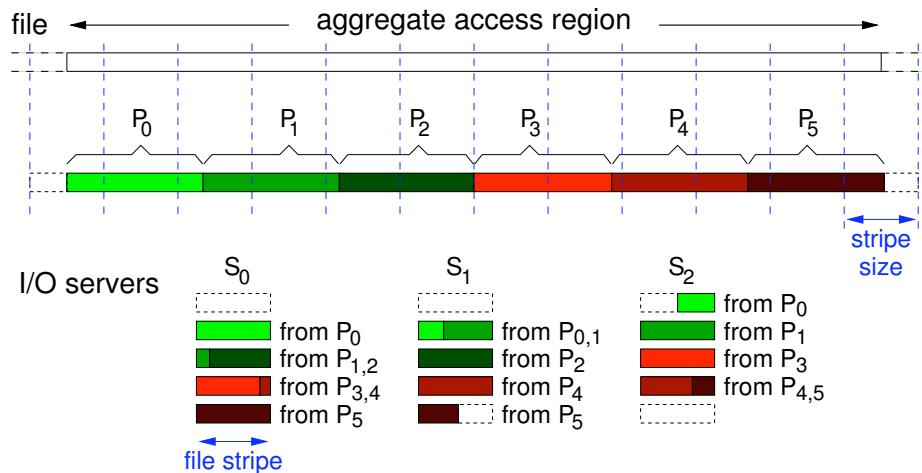 file aggregate access region
P0 P1 P2 P3 P4 P5
stripe size
I/O servers
S0 S1 S2
from P0
from P0 from P0,1 from P1
from P1,2 from P2 from P3
from P3,4 from P4 from P4,5
from P5 from P5
file stripe